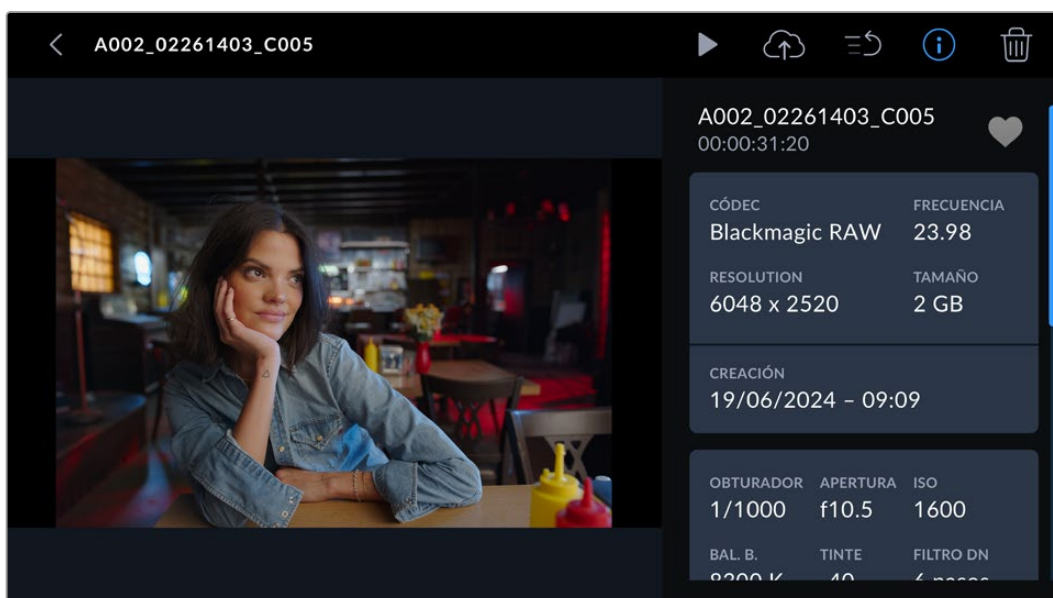 A002_02261403_C005
A002_02261403_C005
00:00:31:20
CÓDEC FRECUENCIA
Blackmagic RAW 23.98
RESOLUTION TAMAÑO
6048 x 2520 2 GB
CREACIÓN
19/06/2024 – 09:09
OBTURADOR APERTURA ISO
1/1000 f10.5 1600
BAL. B. TINTE FILTRO DN